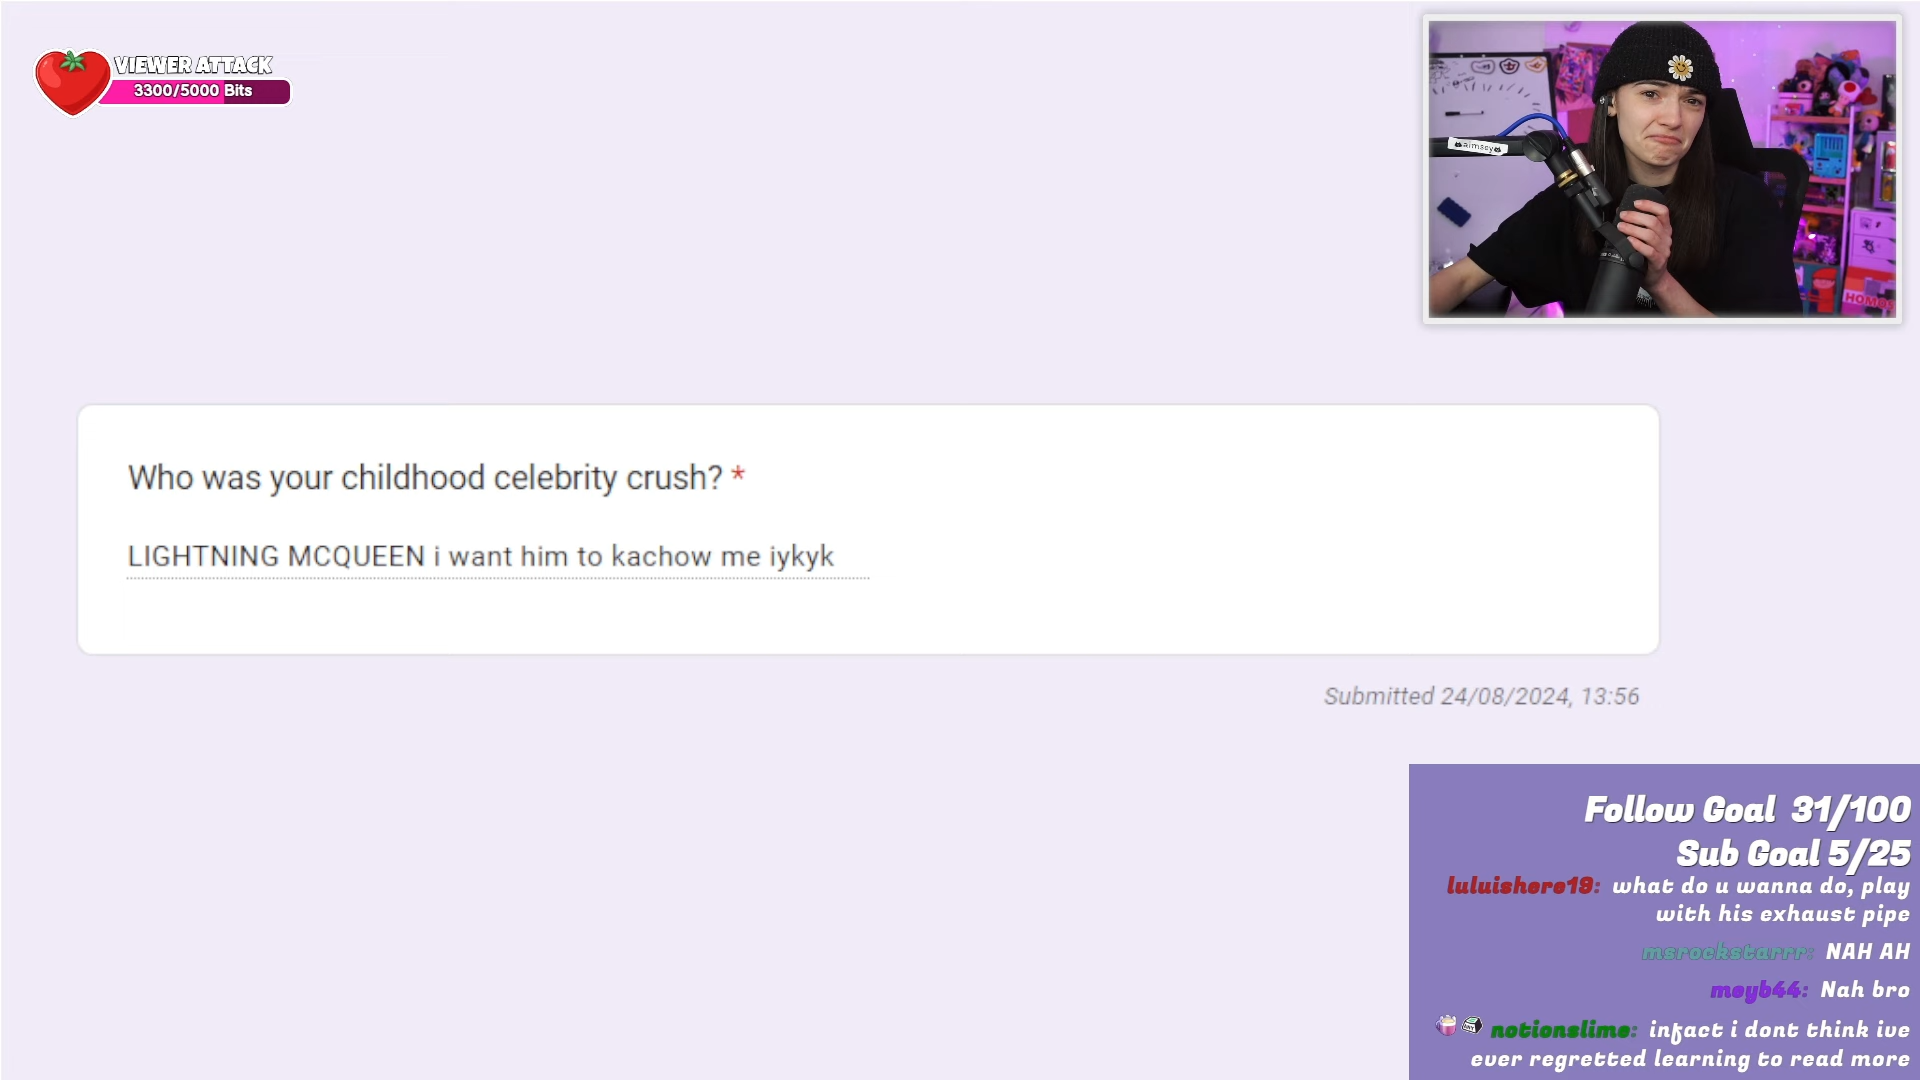 VIEWER ATTACK
3300/5000 Bits
aimsey
HOMOS
Who was your childhood celebrity crush? *
LIGHTNING MCQUEEN i want him to kachow me iykyk
Submitted 24/08/2024, 13:56
Follow Goal 31/100
Sub Goal 5/25
luluishere19: what do u wanna do, play
with his exhaust pipe
msrockstarrr: NAH AH
meyb44: Nah bro
notionslime: infact i dont think ive
ever regretted learning to read more